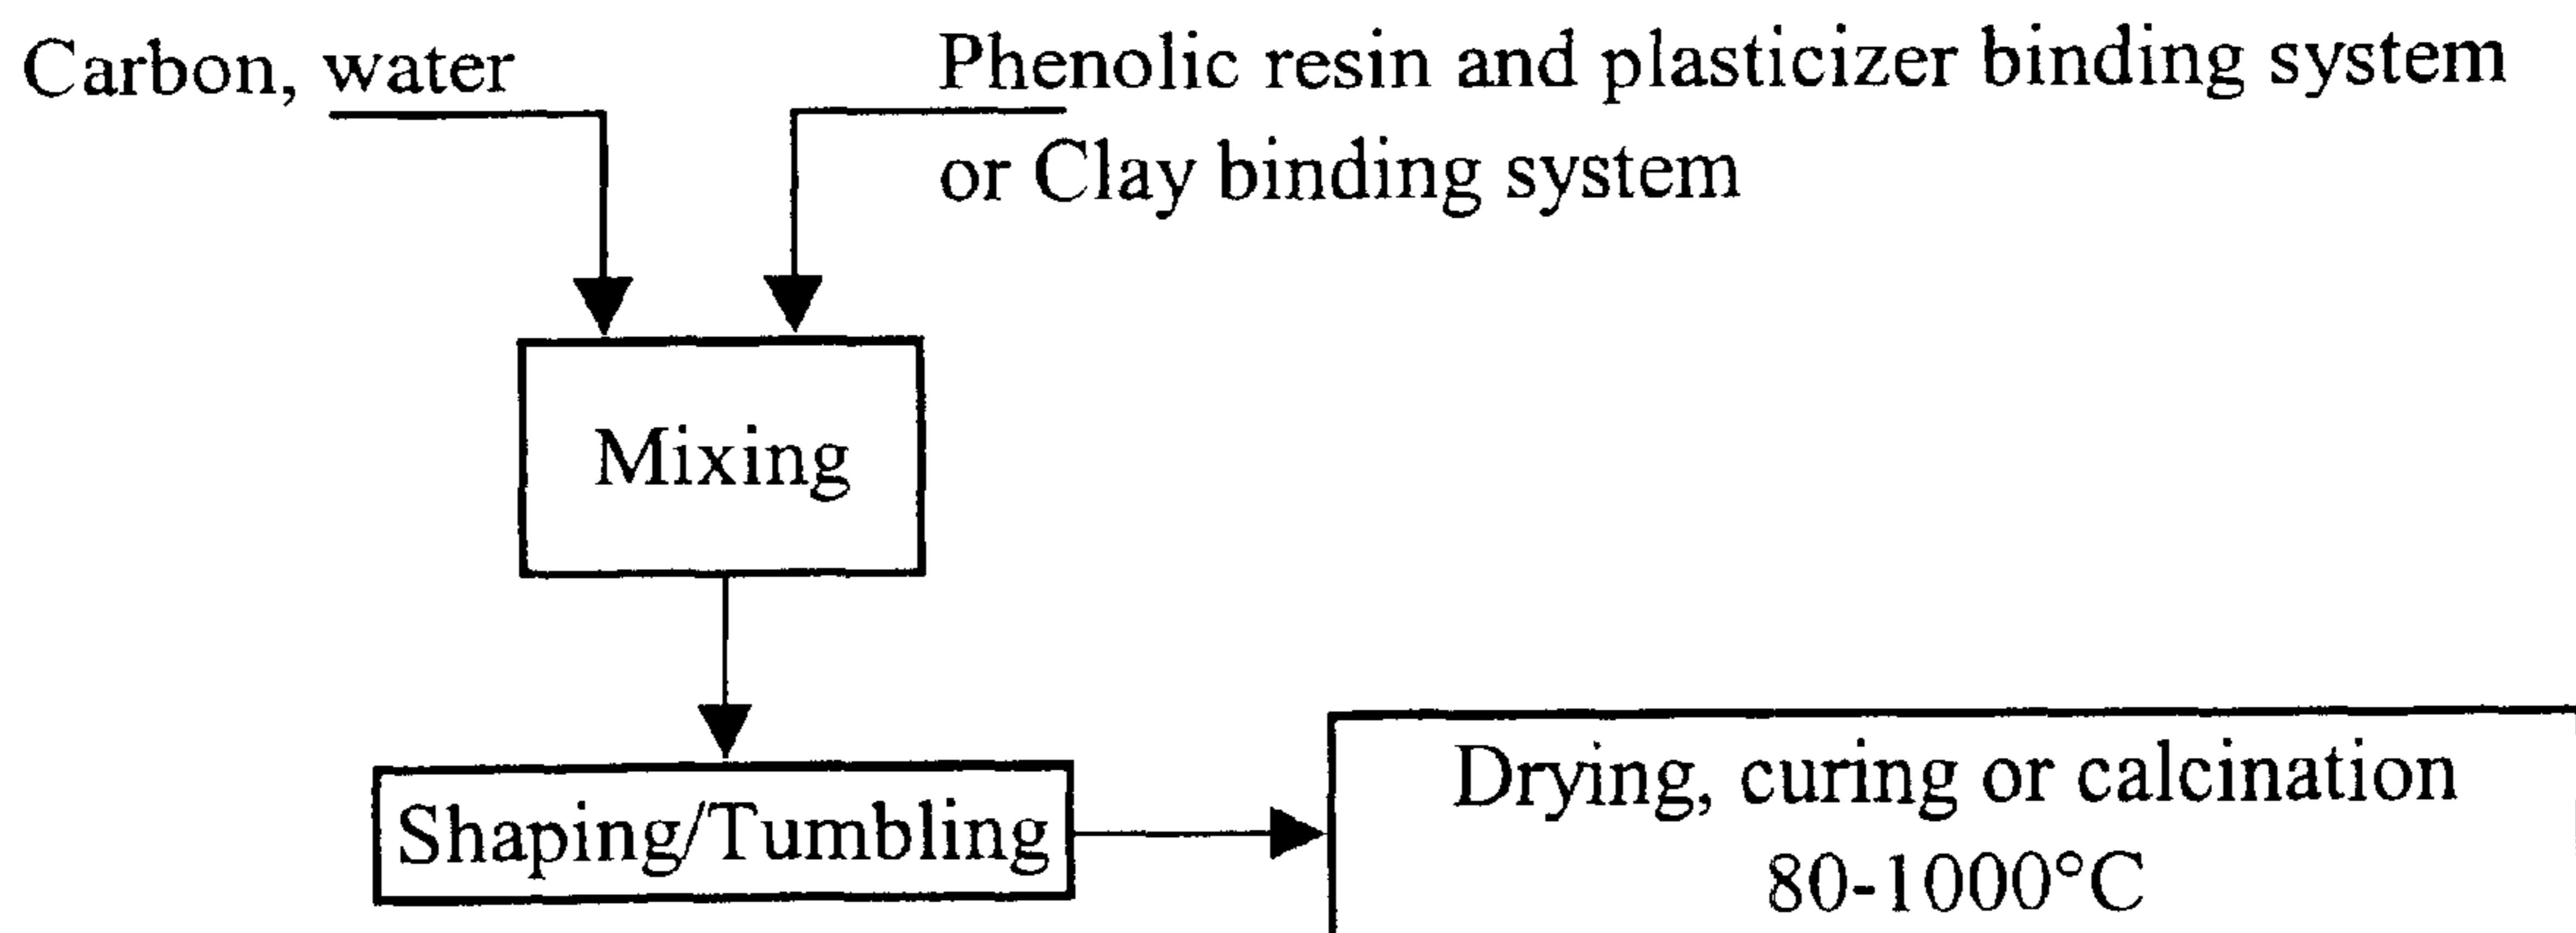 Carbon, water
Phenolic resin and plasticizer binding system
or Clay binding system
Mixing
Shaping/Tumbling
Drying, curing or calcination
80-1000°C